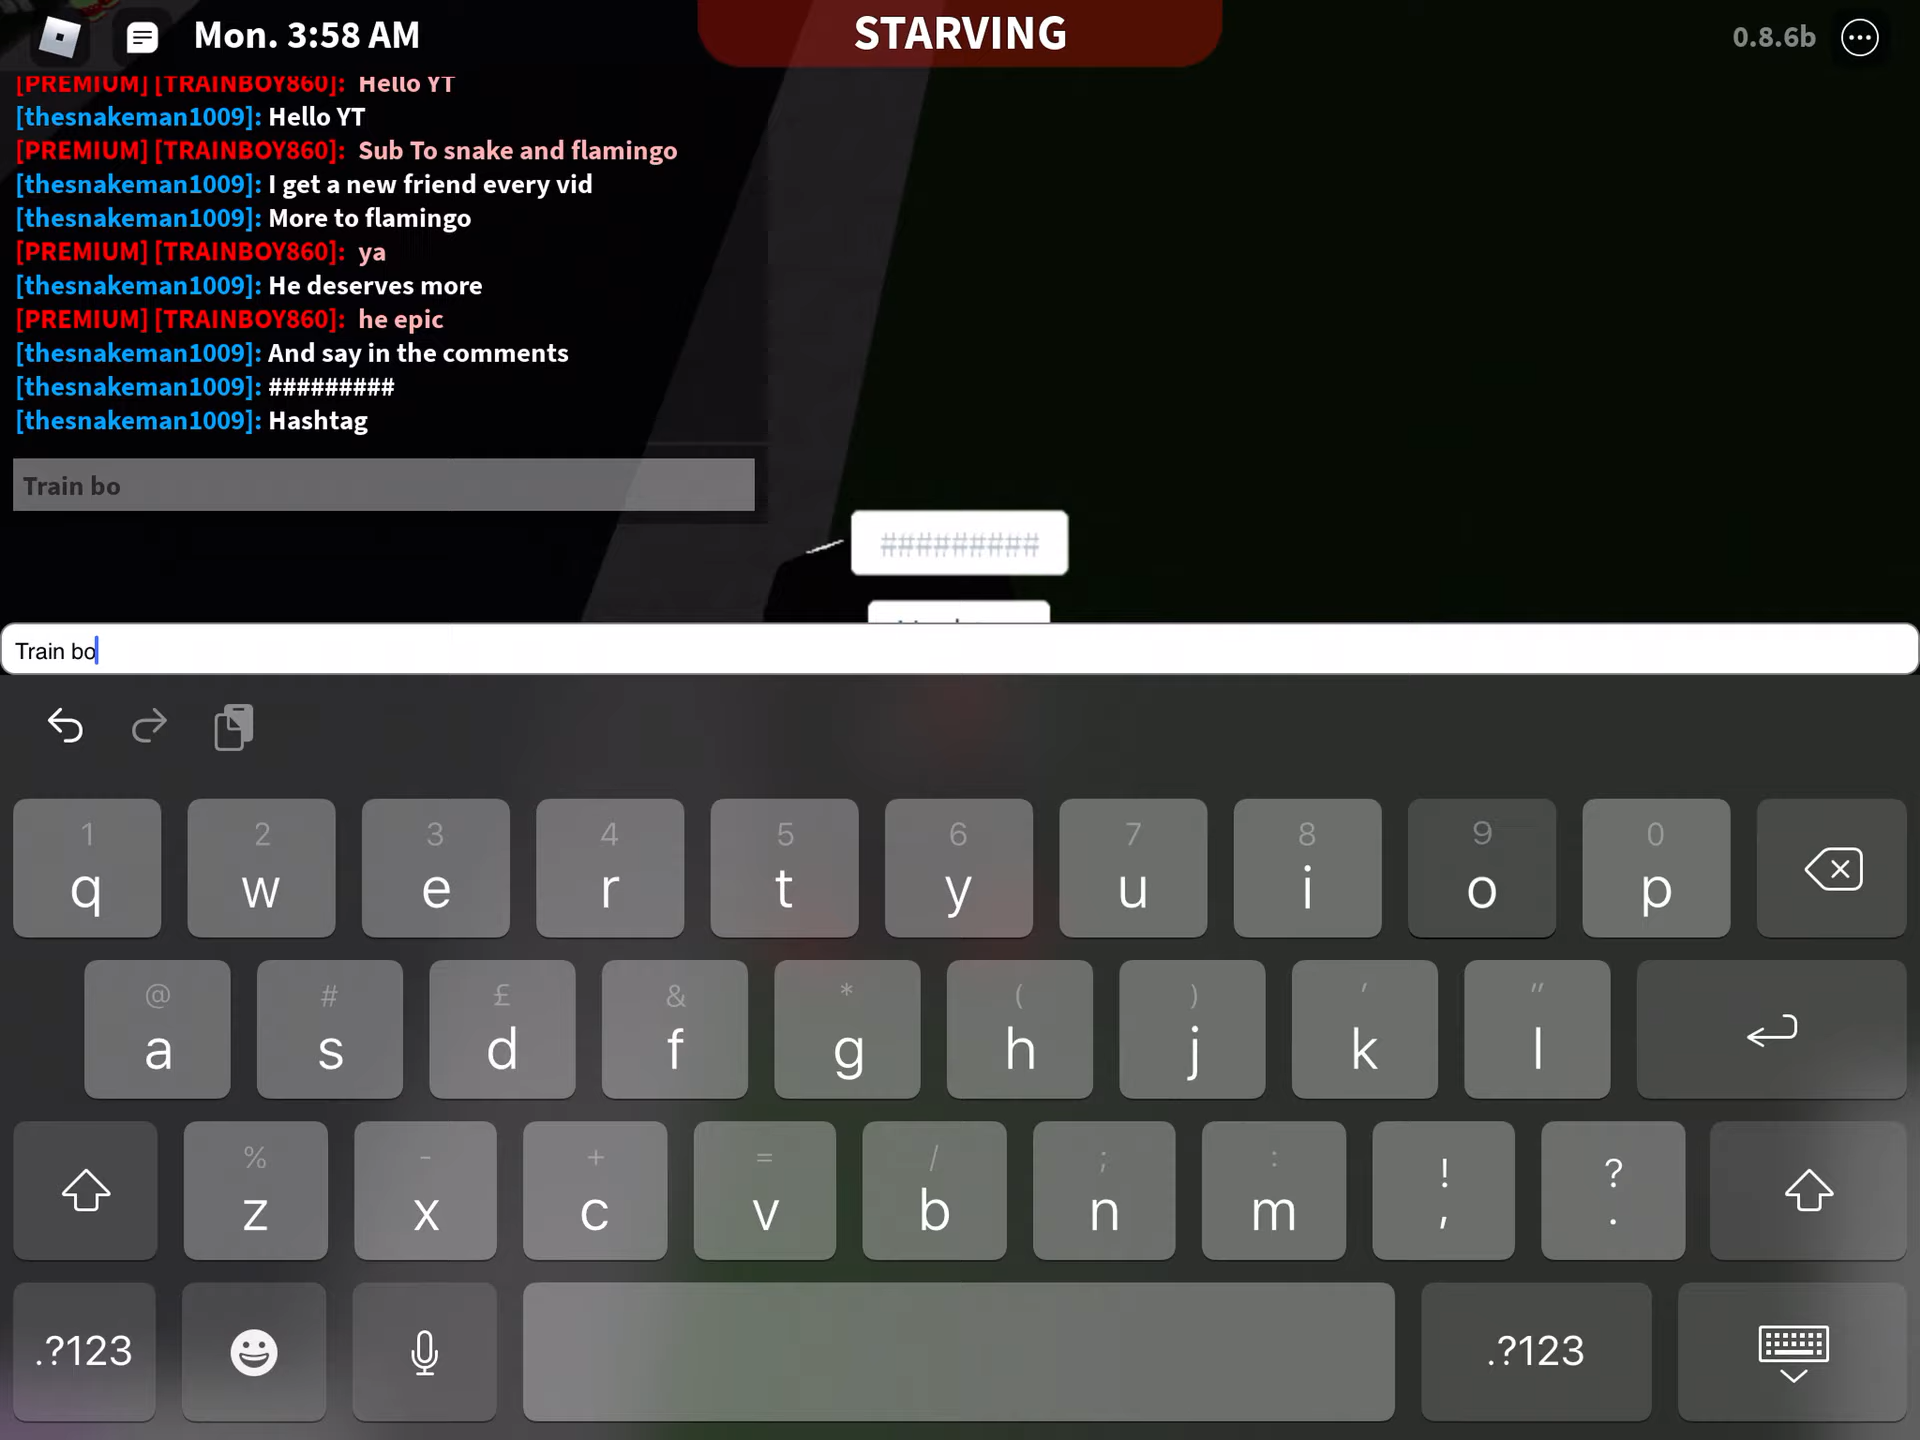 Mon. 3:58 AM
STARVING
0.8.6b
[PREMIUM] [TRAINBOY860]: Hello YT
[thesnakeman1009]: Hello YT
[PREMIUM] [TRAINBOY860]: Sub To snake and flamingo
[thesnakeman1009]: I get a new friend every vid
[thesnakeman1009]: More to flamingo
[PREMIUM] [TRAINBOY860]: ya
[thesnakeman1009]: He deserves more
[PREMIUM] [TRAINBOY860]: he epic
[thesnakeman1009]: And say in the comments
[thesnakeman1009]: #########
[thesnakeman1009]: Hashtag
Train bo
#########
Train bo
1 2 3 4 5 6 7 8 9 0
q w e r t y u i o p
@ # £ & * ( ) ' "
a s d f g h j k l
% - + = / ; : ! ?
z x c v b n m , .
.?123 .?123